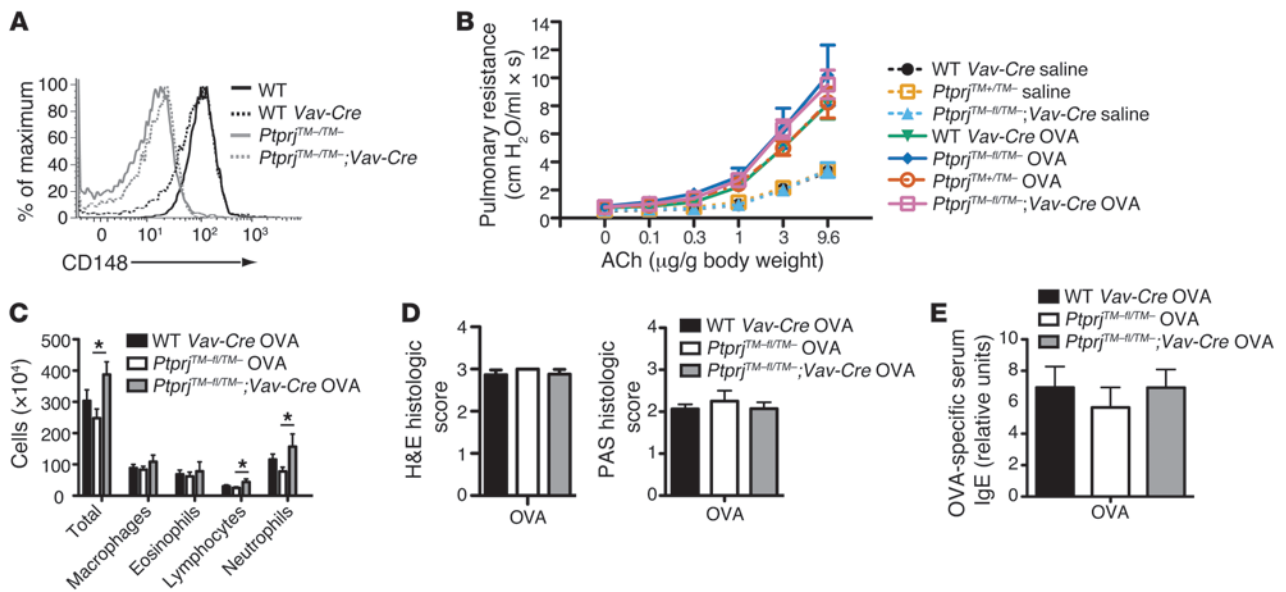 A
% of maximum
100
80
60
40
20
0
0 10¹ 10² 10³
CD148
WT
WT Vav-Cre
Ptprj^TM–/TM–
Ptprj^TM–/TM–;Vav-Cre
B
Pulmonary resistance
(cm H₂O/ml × s)
14
12
10
8
6
4
2
0
0 0.1 0.3 1 3 9.6
ACh (µg/g body weight)
WT Vav-Cre saline
Ptprj^TM+/TM– saline
Ptprj^TM–fl/TM–;Vav-Cre saline
WT Vav-Cre OVA
Ptprj^TM–fl/TM– OVA
Ptprj^TM+/TM– OVA
Ptprj^TM–fl/TM–;Vav-Cre OVA
C
WT Vav-Cre OVA
Ptprj^TM–fl/TM– OVA
Ptprj^TM–fl/TM–;Vav-Cre OVA
Cells (×10⁴)
500
400
300
200
100
0
* * *
Total
Macrophages
Eosinophils
Lymphocytes
Neutrophils
D
H&E histologic
score
4
3
2
1
0
OVA
PAS histologic
score
4
3
2
1
0
OVA
WT Vav-Cre OVA
Ptprj^TM–fl/TM– OVA
Ptprj^TM–fl/TM–;Vav-Cre OVA
E
WT Vav-Cre OVA
Ptprj^TM–fl/TM– OVA
Ptprj^TM–fl/TM–;Vav-Cre OVA
OVA-specific serum
IgE (relative units)
10
8
6
4
2
0
OVA